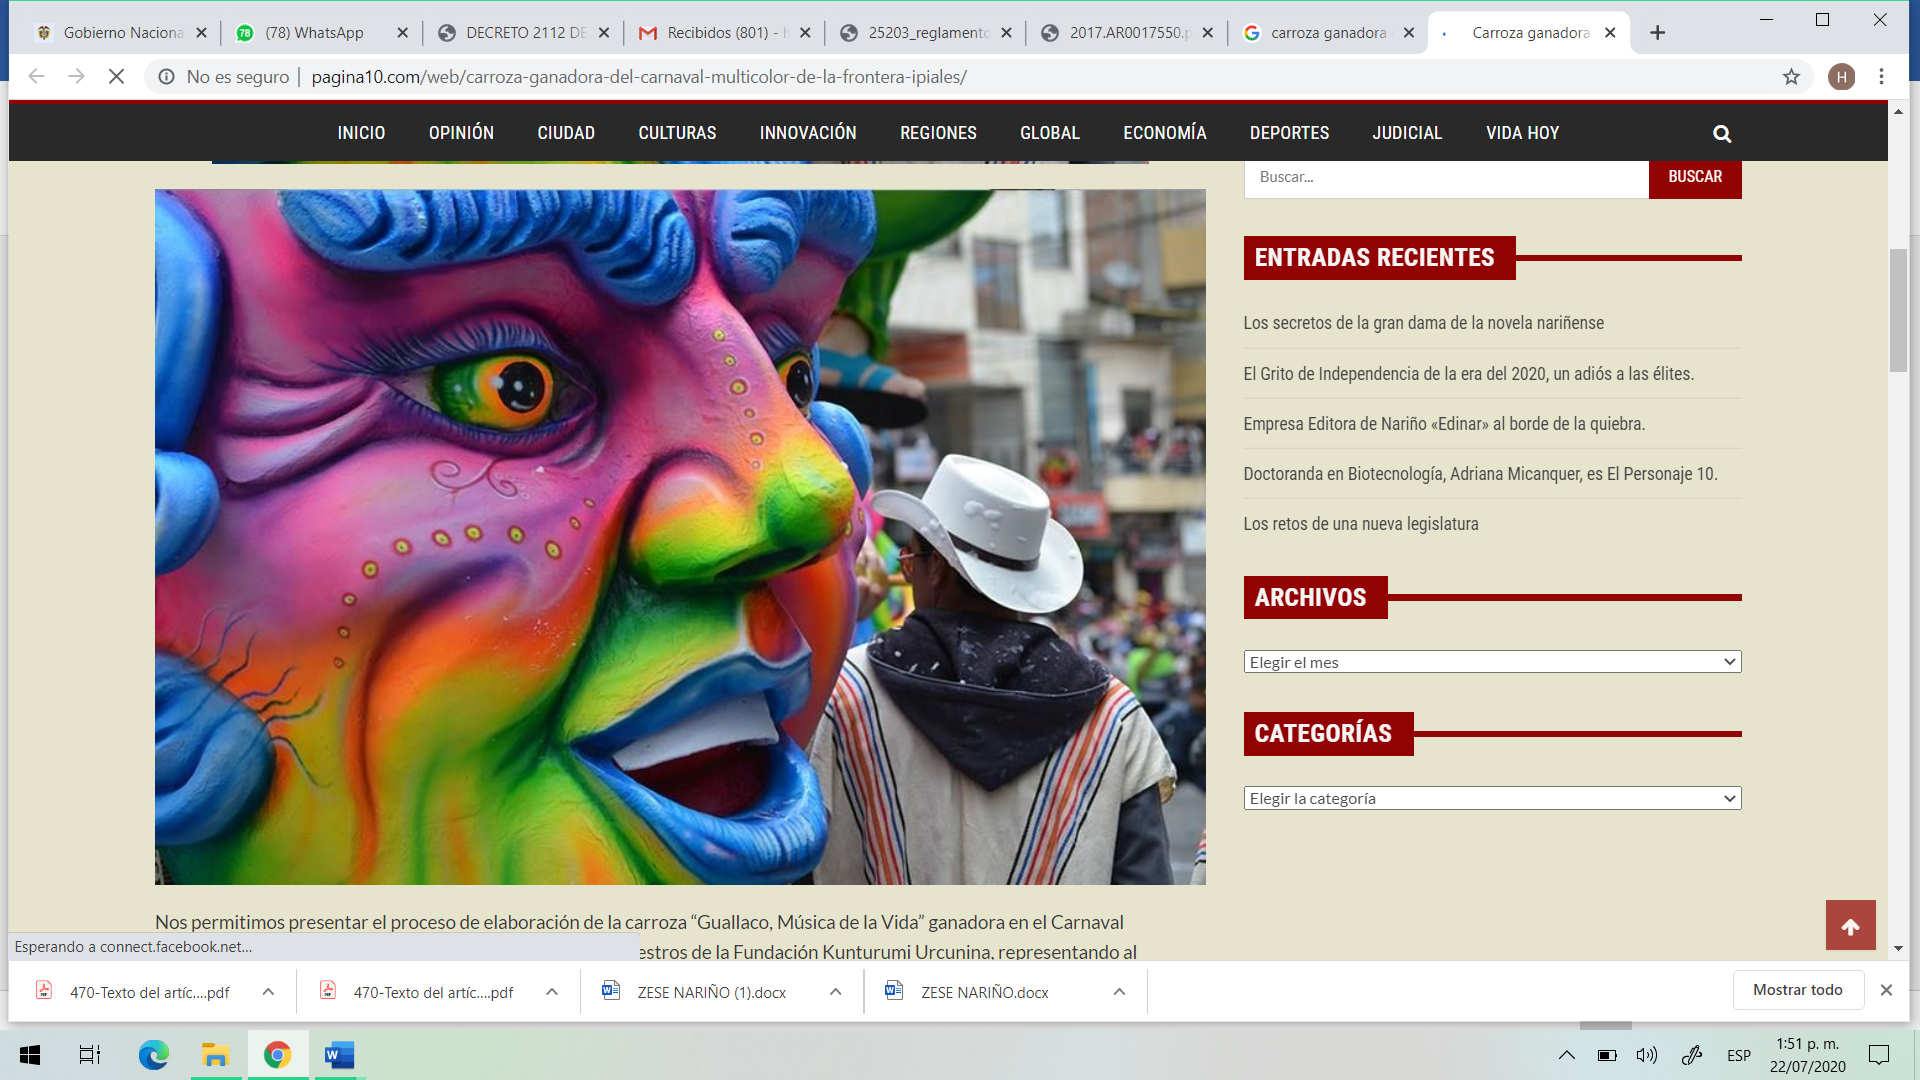 Gobierno Naciona
(78) WhatsApp
DECRETO 2112 DE
Recibidos (801) - h
25203_reglamento
2017.AR0017550.p
carroza ganadora
Carroza ganadora
No es seguro
pagina10.com/web/carroza-ganadora-del-carnaval-multicolor-de-la-frontera-ipiales/
H
INICIO OPINIÓN CIUDAD CULTURAS INNOVACIÓN REGIONES GLOBAL ECONOMÍA DEPORTES JUDICIAL VIDA HOY
Buscar...
BUSCAR
ENTRADAS RECIENTES
Los secretos de la gran dama de la novela nariñense
El Grito de Independencia de la era del 2020, un adiós a las élites.
Empresa Editora de Nariño «Edinar» al borde de la quiebra.
Doctoranda en Biotecnología, Adriana Micanquer, es El Personaje 10.
Los retos de una nueva legislatura
ARCHIVOS
Elegir el mes
CATEGORÍAS
Elegir la categoría
Nos permitimos presentar el proceso de elaboración de la carroza “Guallaco, Música de la Vida” ganadora en el Carnaval
estros de la Fundación Kunturumi Urcunina, representando al
Esperando a connect.facebook.net...
470-Texto del artíc....pdf
470-Texto del artíc....pdf
ZESE NARIÑO (1).docx
ZESE NARIÑO.docx
Mostrar todo
ESP
1:51 p. m.
22/07/2020